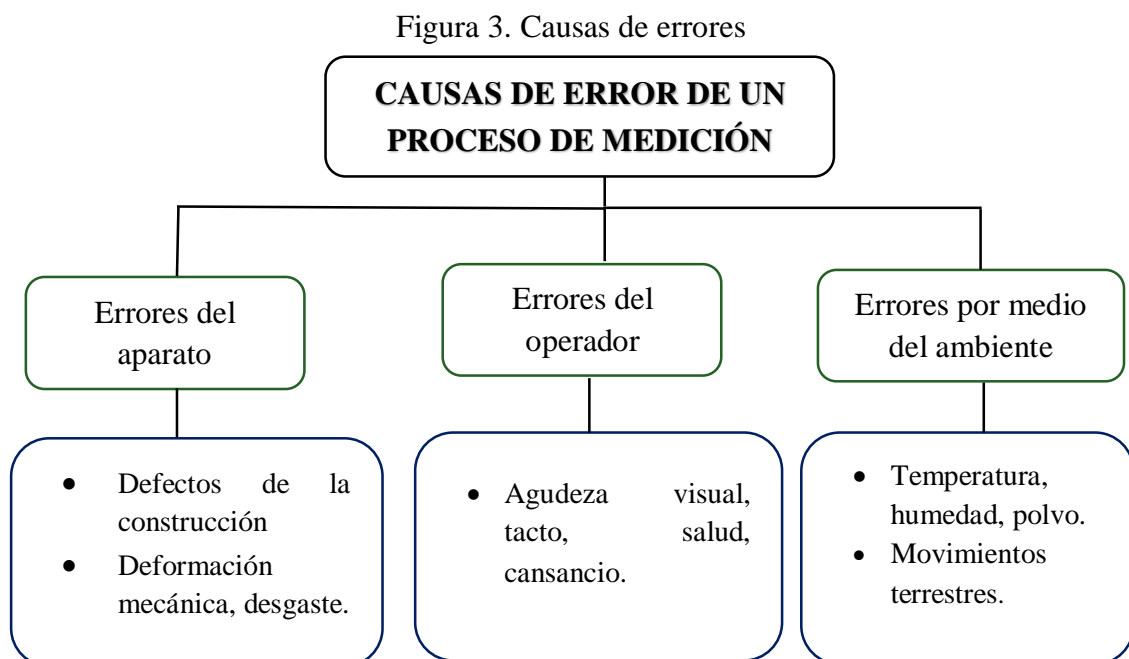 Figura 3. Causas de errores
CAUSAS DE ERROR DE UN
PROCESO DE MEDICIÓN
Errores del
aparato
Errores del
operador
Errores por medio
del ambiente
• Defectos de la
construcción
• Deformación
mecánica, desgaste.
• Agudeza visual,
tacto, salud,
cansancio.
• Temperatura,
humedad, polvo.
• Movimientos
terrestres.